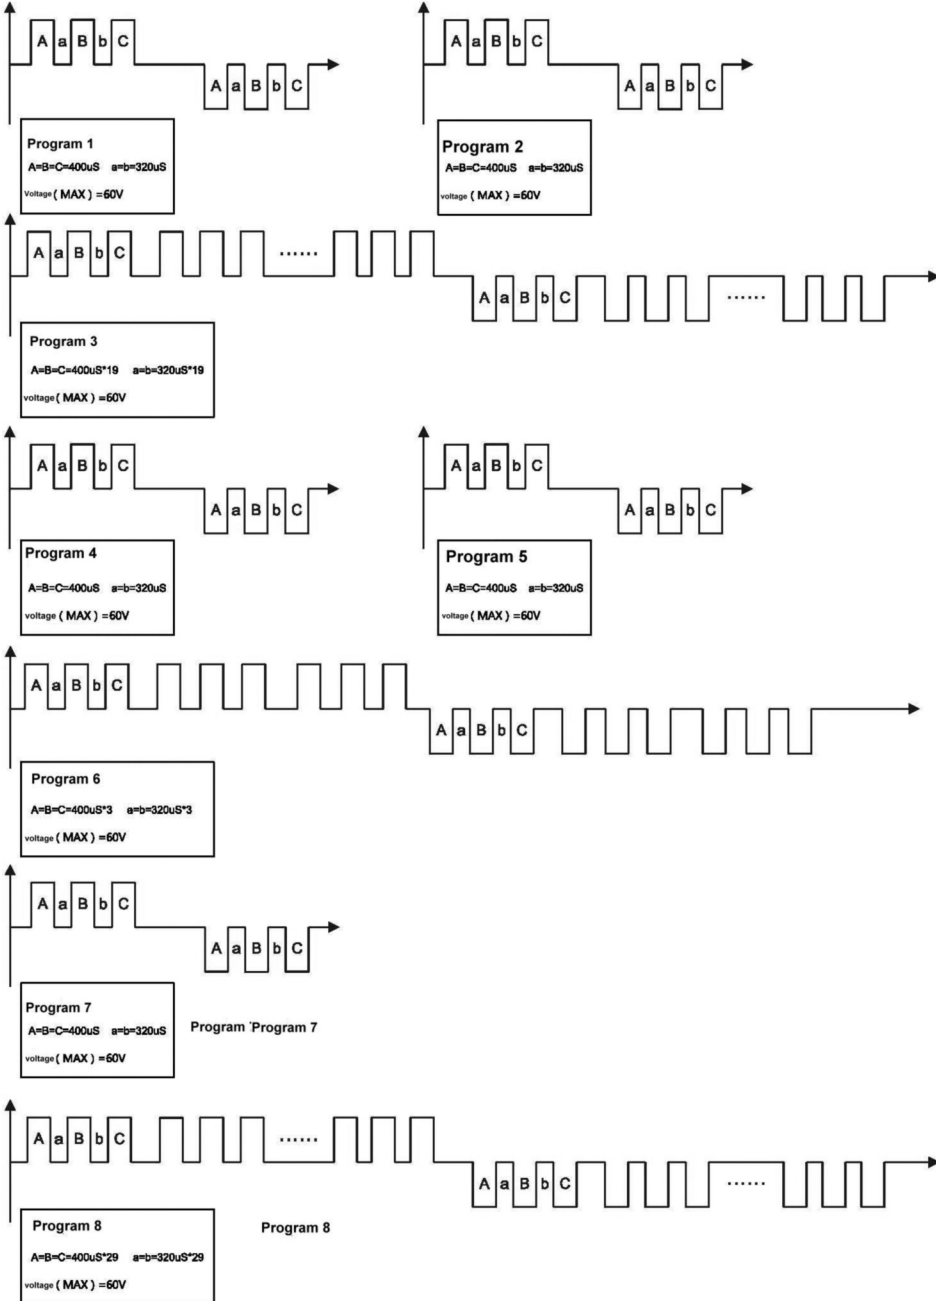 A a B b C
A a B b C
Program 1
A=B=C=400uS a=b=320uS
Voltage ( MAX ) =60V
A a B b C
A a B b C
Program 2
A=B=C=400uS a=b=320uS
voltage ( MAX ) =60V
A a B b C
......
A a B b C
......
Program 3
A=B=C=400uS*19 a=b=320uS*19
voltage ( MAX ) =60V
A a B b C
A a B b C
Program 4
A=B=C=400uS a=b=320uS
voltage ( MAX ) =60V
A a B b C
A a B b C
Program 5
A=B=C=400uS a=b=320uS
voltage ( MAX ) =60V
A a B b C
A a B b C
Program 6
A=B=C=400uS*3 a=b=320uS*3
voltage ( MAX ) =60V
A a B b C
A a B b C
Program 7
A=B=C=400uS a=b=320uS
voltage ( MAX ) =60V
Program 'Program 7
A a B b C
......
A a B b C
......
Program 8
A=B=C=400uS*29 a=b=320uS*29
voltage ( MAX ) =60V
Program 8